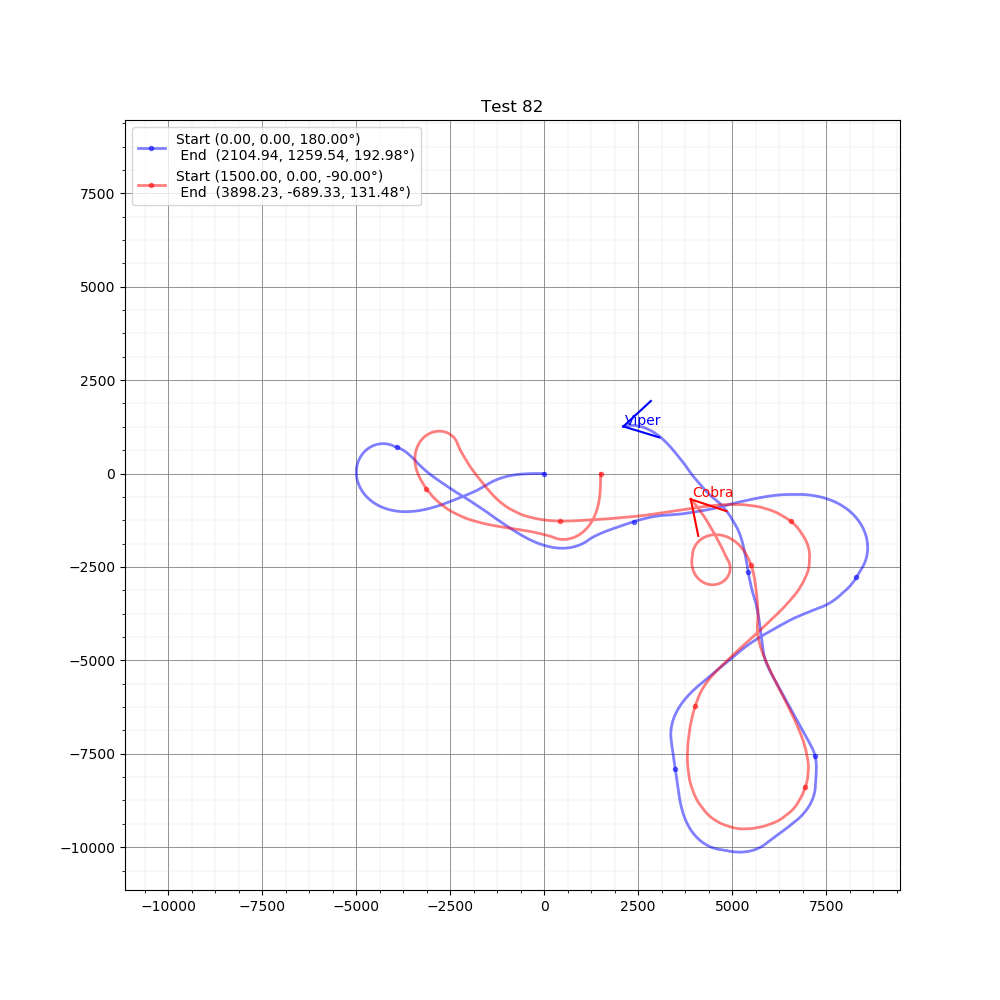 Test 82
Start (0.00, 0.00, 180.00°)
End (2104.94, 1259.54, 192.98°)
Start (1500.00, 0.00, -90.00°)
End (3898.23, -689.33, 131.48°)
7500
5000
2500
0
−2500
−5000
−7500
−10000
Viper
Cobra
−10000 −7500 −5000 −2500 0 2500 5000 7500